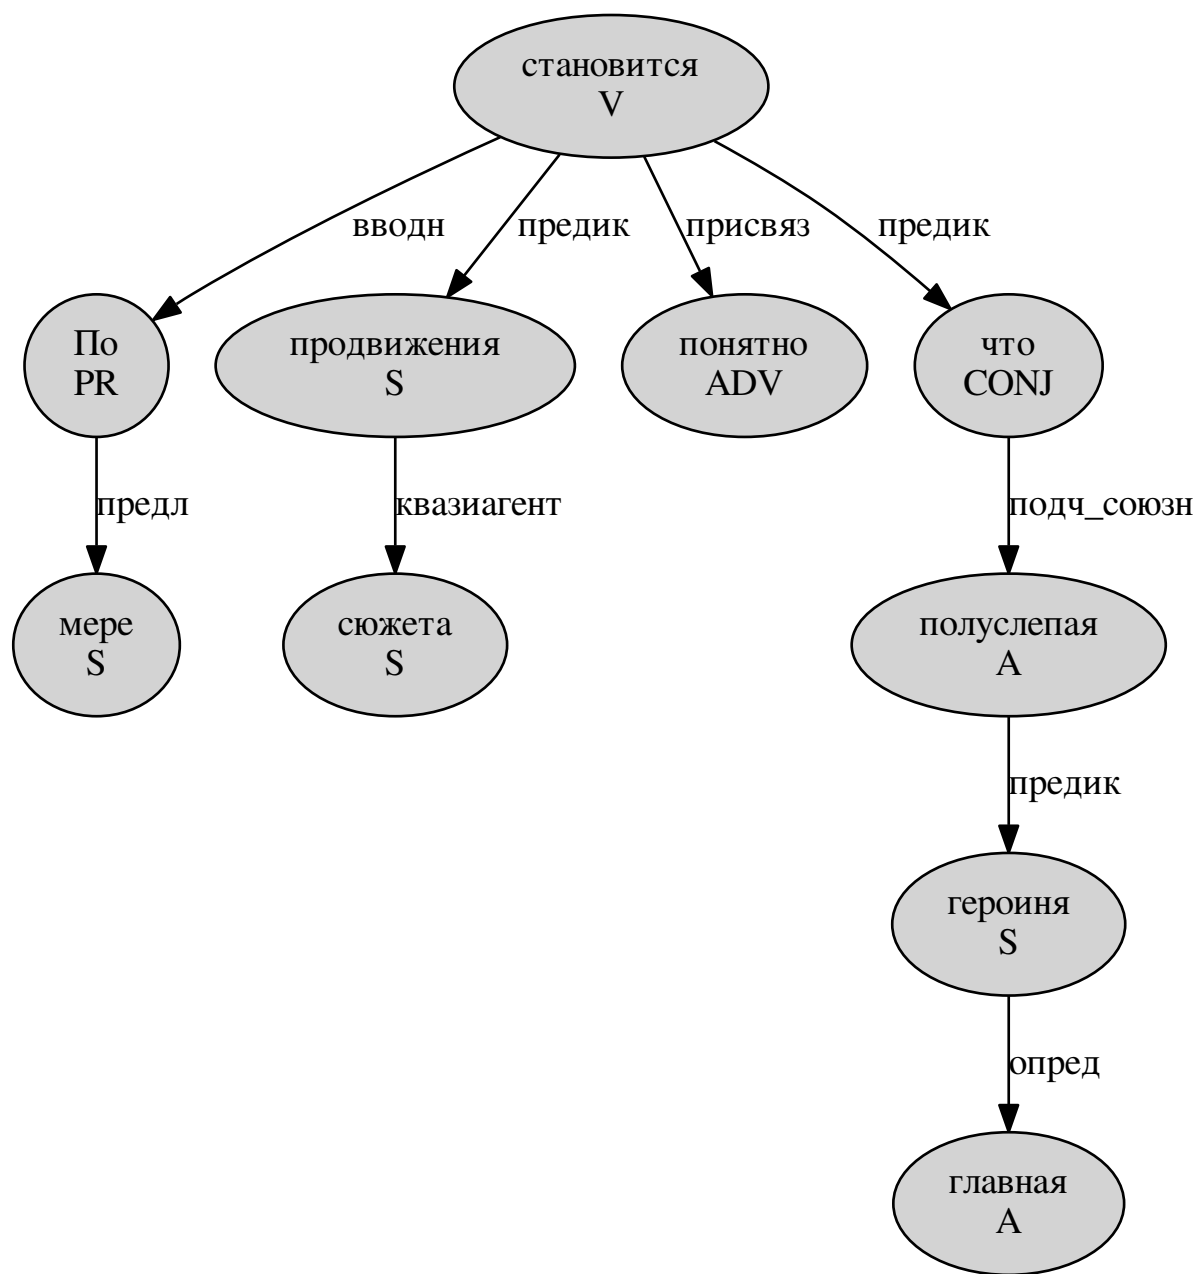 становится
V
вводн
предик
присвяз
предик
По
PR
продвижения
S
понятно
ADV
что
CONJ
предл
квазиагент
подч_союзн
мере
S
сюжета
S
полуслепая
A
предик
героиня
S
опред
главная
A